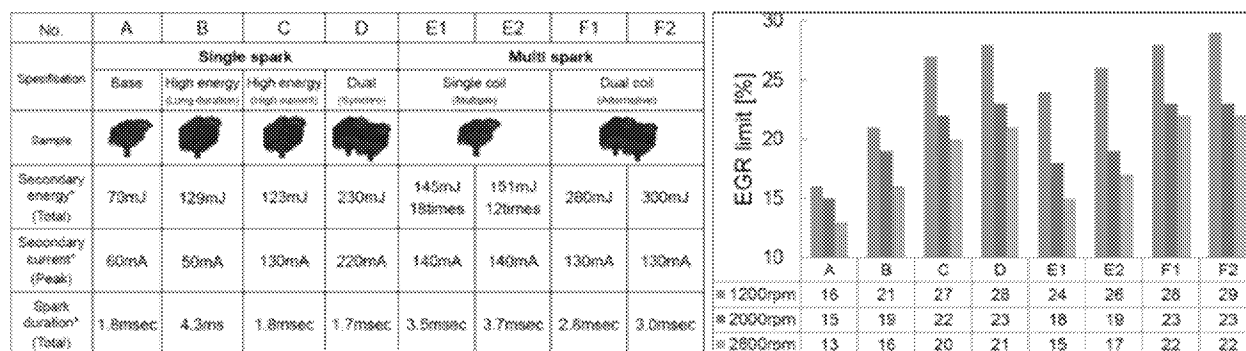 No. A B C D E1 E2 F1 F2
Specification Single spark Multi spark
Base High energy High energy Dual Single coil Dual coil
(Long duration) (High current)
Sample
Secondary energy* (Total) 70mJ 129mJ 123mJ 230mJ 145mJ 18times 151mJ 12times 280mJ 300mJ
Secondary current* (Peak) 60mA 50mA 130mA 220mA 140mA 140mA 130mA 130mA
Spark duration* (Total) 1.8msec 4.3ms 1.8msec 1.7msec 3.5msec 3.7msec 2.8msec 3.0msec
EGR limit [%]
30
25
20
15
10
A B C D E1 E2 F1 F2
1200rpm 16 21 27 28 24 26 28 29
2000rpm 15 19 22 23 18 19 23 23
2800rpm 13 16 20 21 15 17 22 22